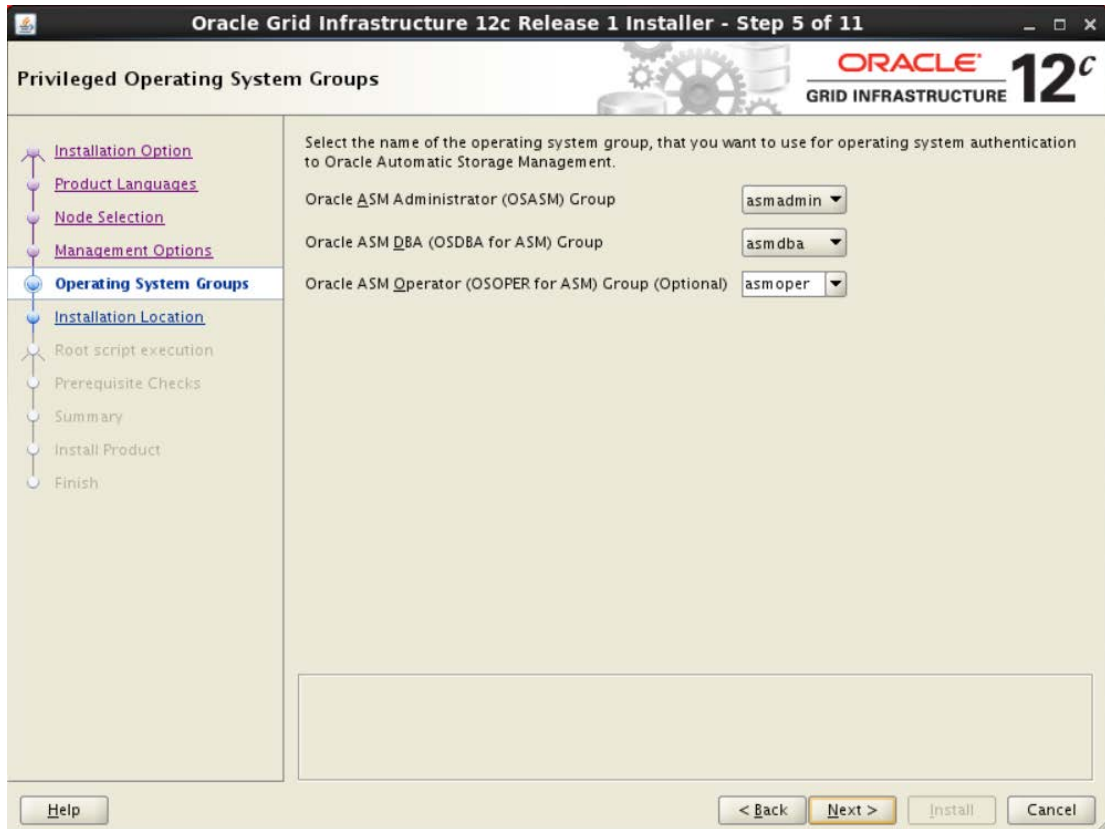 Oracle Grid Infrastructure 12c Release 1 Installer - Step 5 of 11
Privileged Operating System Groups
ORACLE
GRID INFRASTRUCTURE
12c
Installation Option
Product Languages
Node Selection
Management Options
Operating System Groups
Installation Location
Root script execution
Prerequisite Checks
Summary
Install Product
Finish
Select the name of the operating system group, that you want to use for operating system authentication
to Oracle Automatic Storage Management.
Oracle ASM Administrator (OSASM) Group asmadmin
Oracle ASM DBA (OSDBA for ASM) Group asmdba
Oracle ASM Operator (OSOPER for ASM) Group (Optional) asmoper
Help < Back Next > Install Cancel